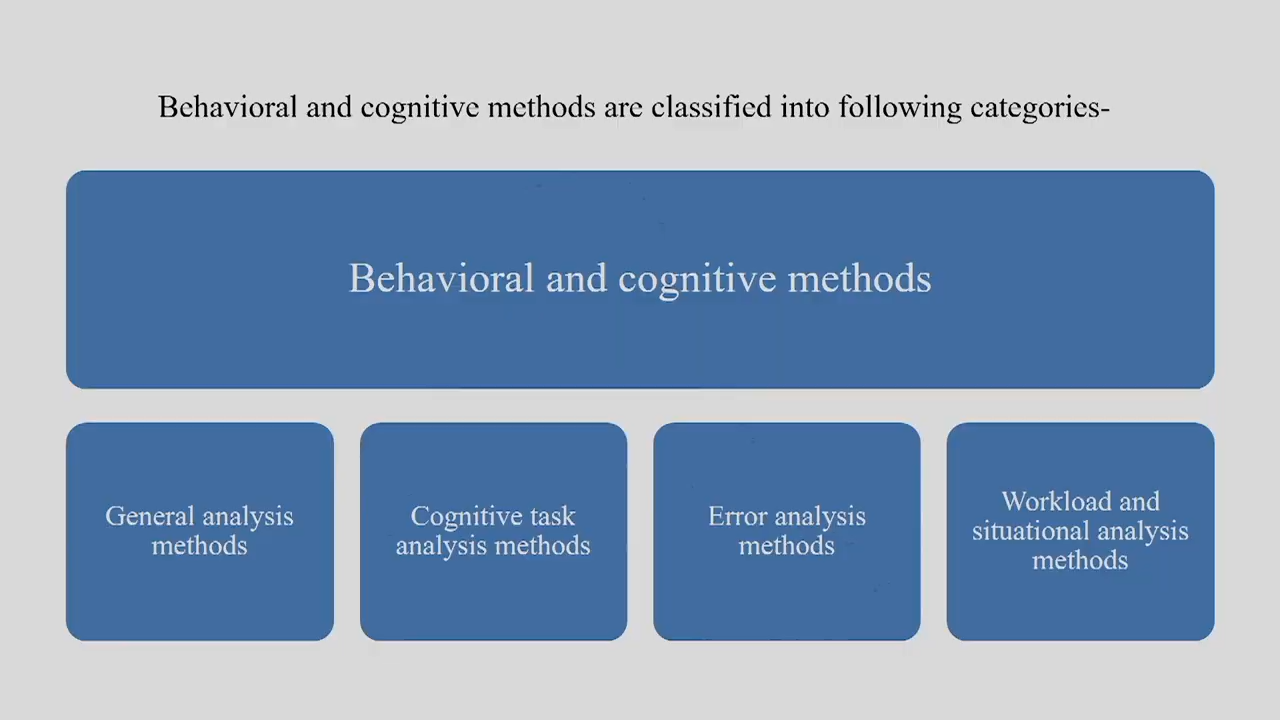 Behavioral and cognitive methods are classified into following categories-
Behavioral and cognitive methods
General analysis
methods
Cognitive task
analysis methods
Error analysis
methods
Workload and
situational analysis
methods